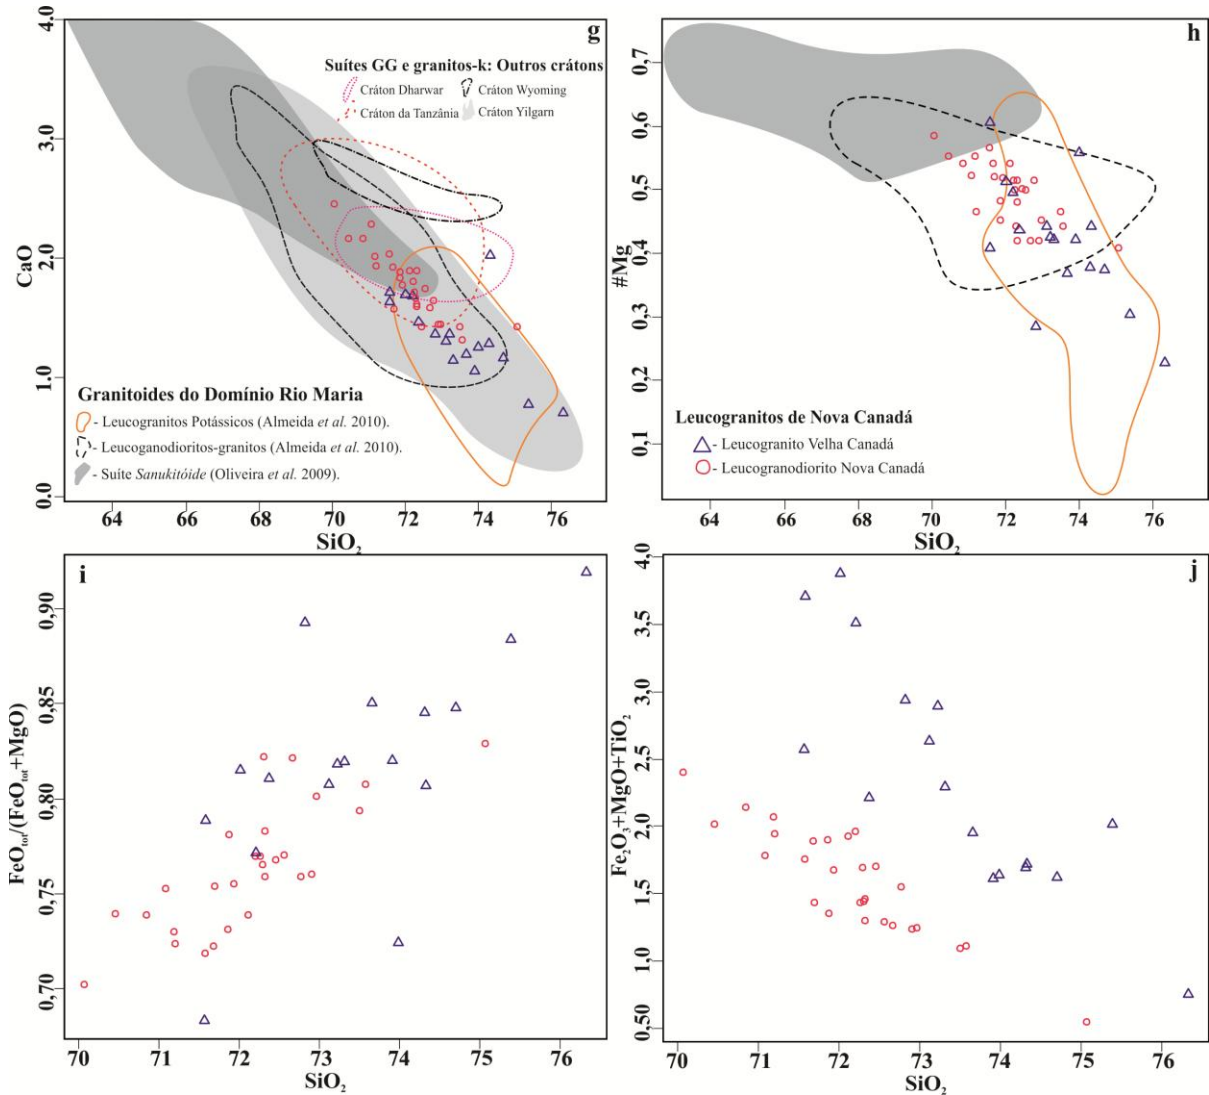 4,0
3,0
2,0
1,0
0,0
CaO
g
Suítes GG e granitos-k: Outros crátons
Cráton Dharwar
Cráton Wyoming
Cráton da Tanzânia
Cráton Yilgarn
Granitoides do Domínio Rio Maria
- Leucogranitos Potássicos (Almeida et al. 2010).
- Leucoganodioritos-granitos (Almeida et al. 2010).
- Suíte Sanukitóide (Oliveira et al. 2009).
64 66 68 70 72 74 76
SiO₂
h
0,7
0,6
0,5
0,4
0,3
0,2
0,1
#Mg
Leucogranitos de Nova Canadá
- Leucogranito Velha Canadá
- Leucogranodiorito Nova Canadá
64 66 68 70 72 74 76
SiO₂
i
0,90
0,85
0,80
0,75
0,70
FeOtot/(FeOtot+MgO)
70 71 72 73 74 75 76
SiO₂
j
4,0
3,5
3,0
2,5
2,0
1,5
1,0
0,50
Fe₂O₃+MgO+TiO₂
70 71 72 73 74 75 76
SiO₂